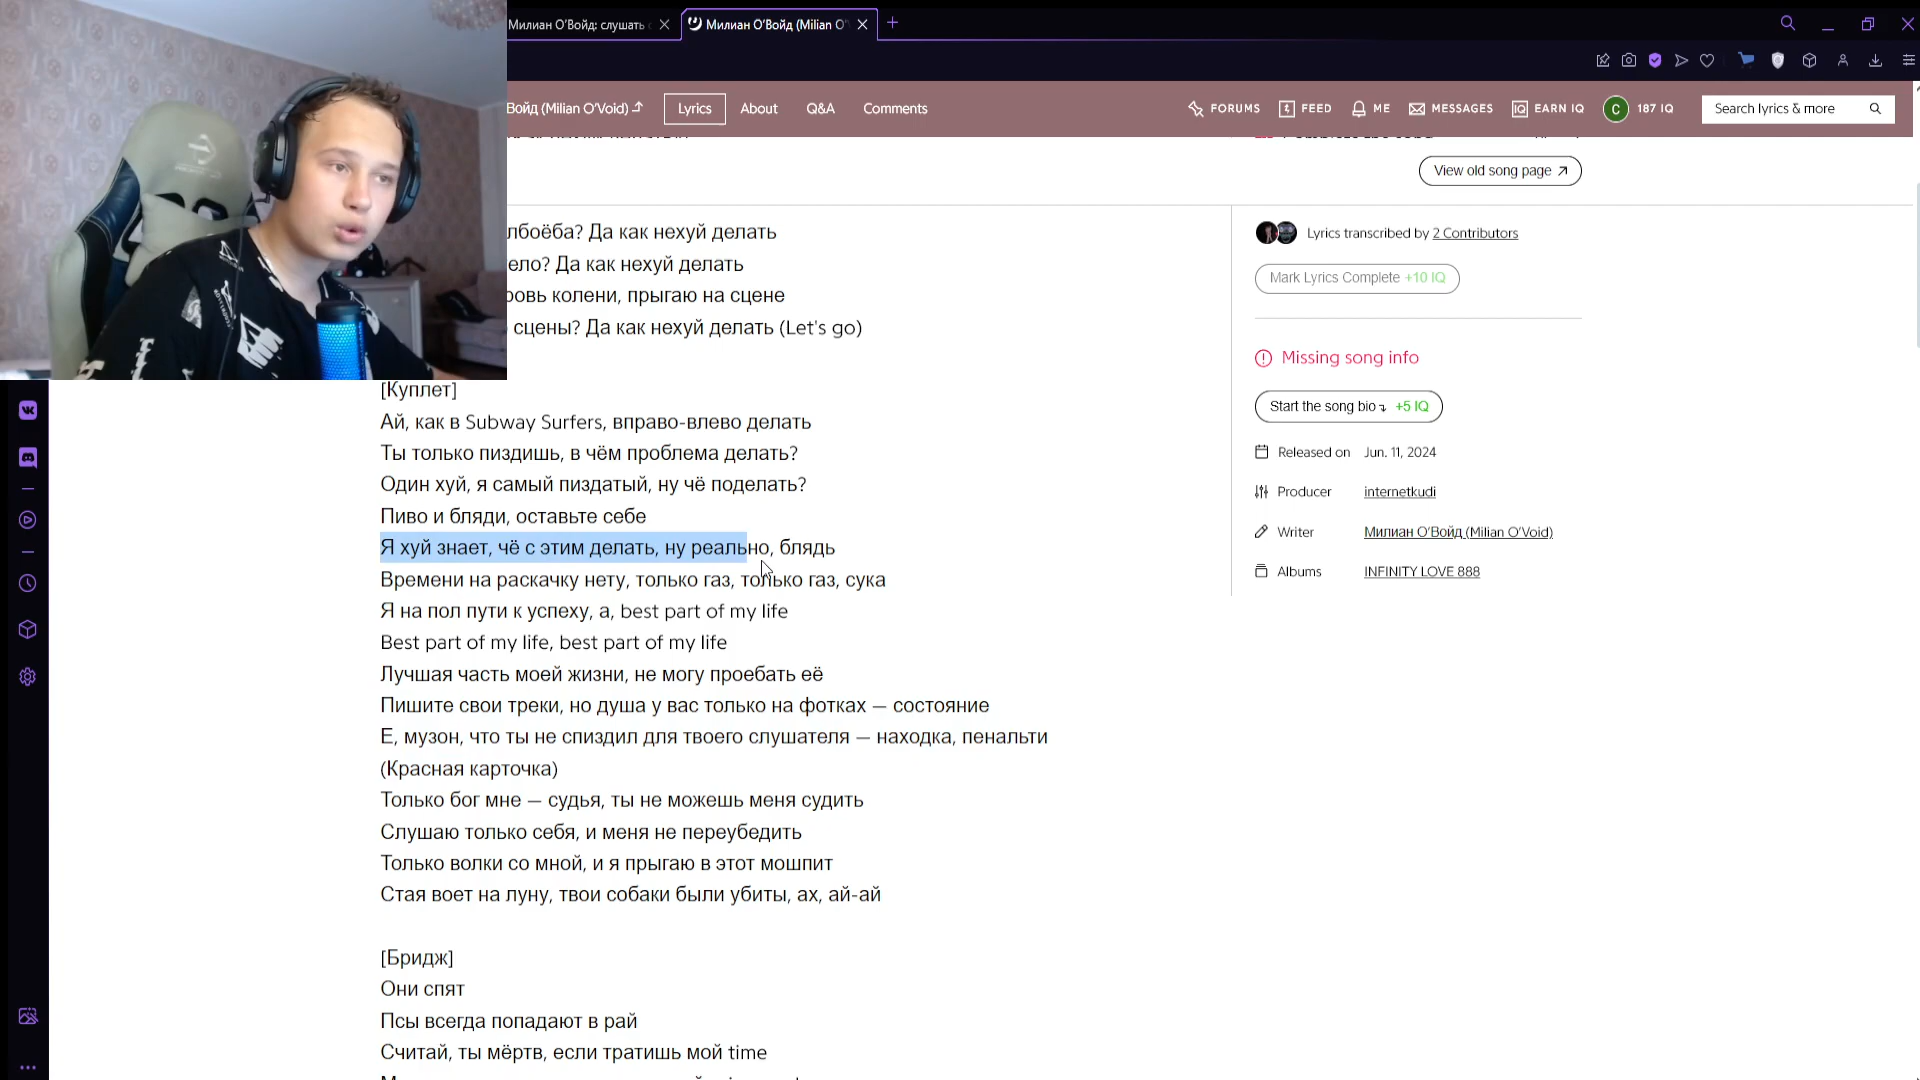 Милиан О'Войд: слушать
Милиан О'Войд (Milian O'
Войд (Milian O'Void)
Lyrics
About
Q&A
Comments
FORUMS
FEED
ME
MESSAGES
EARN IQ
C
187 IQ
Search lyrics & more
View old song page
лбоёба? Да как нехуй делать
ело? Да как нехуй делать
ровь колени, прыгаю на сцене
сцены? Да как нехуй делать (Let's go)
[Куплет]
Ай, как в Subway Surfers, вправо-влево делать
Ты только пиздишь, в чём проблема делать?
Один хуй, я самый пиздатый, ну чё поделать?
Пиво и бляди, оставьте себе
Я хуй знает, чё с этим делать, ну реально, блядь
Времени на раскачку нету, только газ, только газ, сука
Я на пол пути к успеху, а, best part of my life
Best part of my life, best part of my life
Лучшая часть моей жизни, не могу проебать её
Пишите свои треки, но душа у вас только на фотках — состояние
Е, музон, что ты не спиздил для твоего слушателя — находка, пенальти
(Красная карточка)
Только бог мне — судья, ты не можешь меня судить
Слушаю только себя, и меня не переубедить
Только волки со мной, и я прыгаю в этот мошпит
Стая воет на луну, твои собаки были убиты, ах, ай-ай
[Бридж]
Они спят
Псы всегда попадают в рай
Считай, ты мёртв, если тратишь мой time
Lyrics transcribed by 2 Contributors
Mark Lyrics Complete +10 IQ
Missing song info
Start the song bio +5 IQ
Released on Jun. 11, 2024
Producer internetkudi
Writer Милиан О'Войд (Milian O'Void)
Albums INFINITY LOVE 888